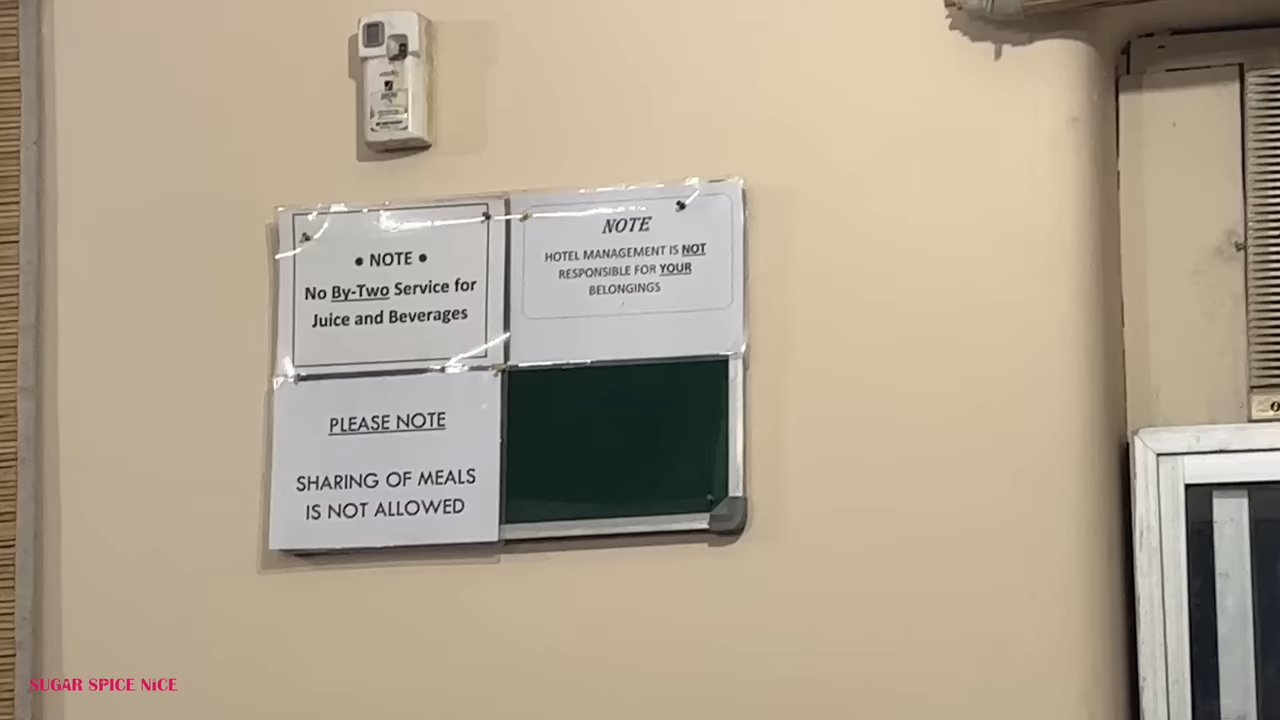 ● NOTE ●
No By-Two Service for
Juice and Beverages
NOTE
HOTEL MANAGEMENT IS NOT
RESPONSIBLE FOR YOUR
BELONGINGS
PLEASE NOTE
SHARING OF MEALS
IS NOT ALLOWED
SUGAR SPICE NiCE